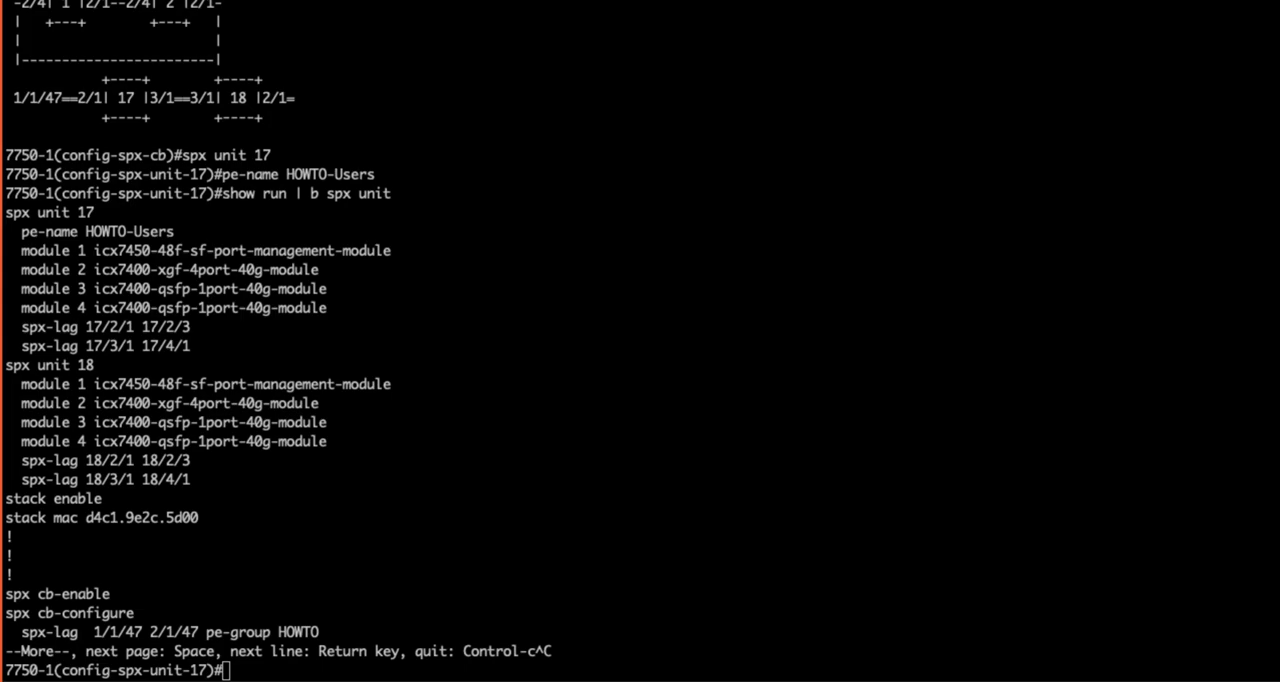 -2/4| 1 |2/1--2/4| 2 |2/1-
 |   +---+        +---+   |
 |                         |
 |------------------------|
            +----+        +----+
 1/1/47==2/1| 17 |3/1==3/1| 18 |2/1=
            +----+        +----+
7750-1(config-spx-cb)#spx unit 17
7750-1(config-spx-unit-17)#pe-name HOWTO-Users
7750-1(config-spx-unit-17)#show run | b spx unit
spx unit 17
  pe-name HOWTO-Users
  module 1 icx7450-48f-sf-port-management-module
  module 2 icx7400-xgf-4port-40g-module
  module 3 icx7400-qsfp-1port-40g-module
  module 4 icx7400-qsfp-1port-40g-module
  spx-lag 17/2/1 17/2/3
  spx-lag 17/3/1 17/4/1
spx unit 18
  module 1 icx7450-48f-sf-port-management-module
  module 2 icx7400-xgf-4port-40g-module
  module 3 icx7400-qsfp-1port-40g-module
  module 4 icx7400-qsfp-1port-40g-module
  spx-lag 18/2/1 18/2/3
  spx-lag 18/3/1 18/4/1
stack enable
stack mac d4c1.9e2c.5d00
!
!
!
spx cb-enable
spx cb-configure
  spx-lag  1/1/47 2/1/47 pe-group HOWTO
--More--, next page: Space, next line: Return key, quit: Control-c^C
7750-1(config-spx-unit-17)#